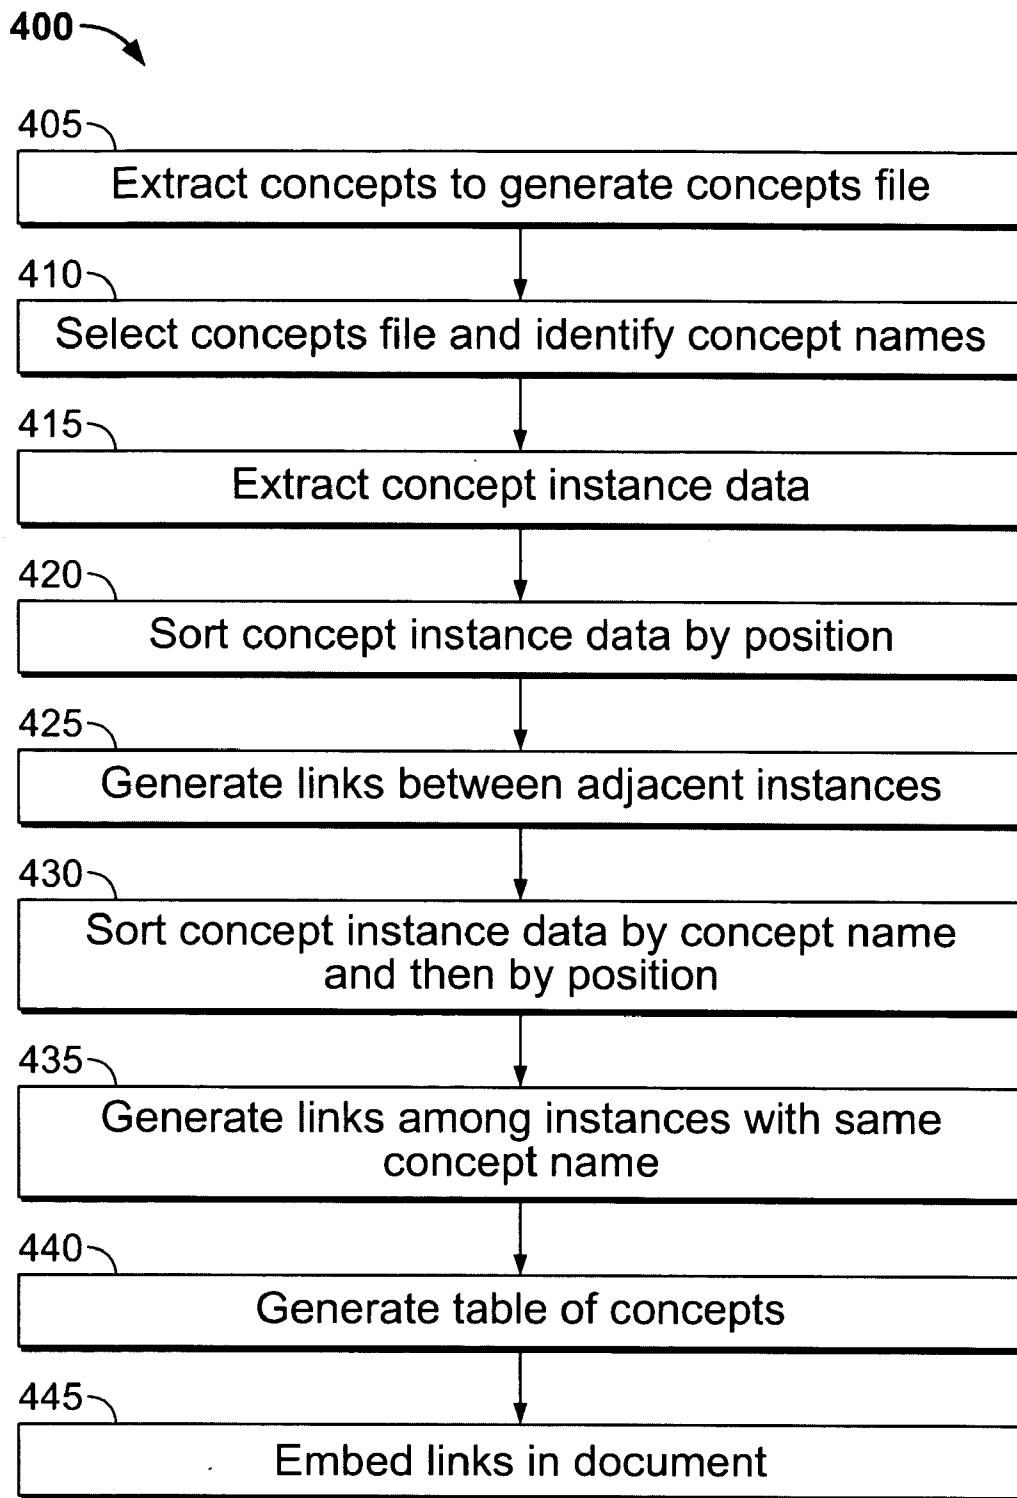 400
405
Extract concepts to generate concepts file
410
Select concepts file and identify concept names
415
Extract concept instance data
420
Sort concept instance data by position
425
Generate links between adjacent instances
430
Sort concept instance data by concept name
and then by position
435
Generate links among instances with same
concept name
440
Generate table of concepts
445
Embed links in document